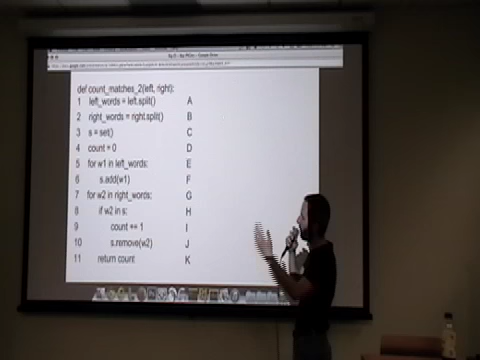 def count_matches_2(left, right):
1 left_words = left.split() A
2 right_words = right.split() B
3 s = set() C
4 count = 0 D
5 for w1 in left_words: E
6 s.add(w1) F
7 for w2 in right_words: G
8 if w2 in s: H
9 count += 1 I
10 s.remove(w2) J
11 return count K